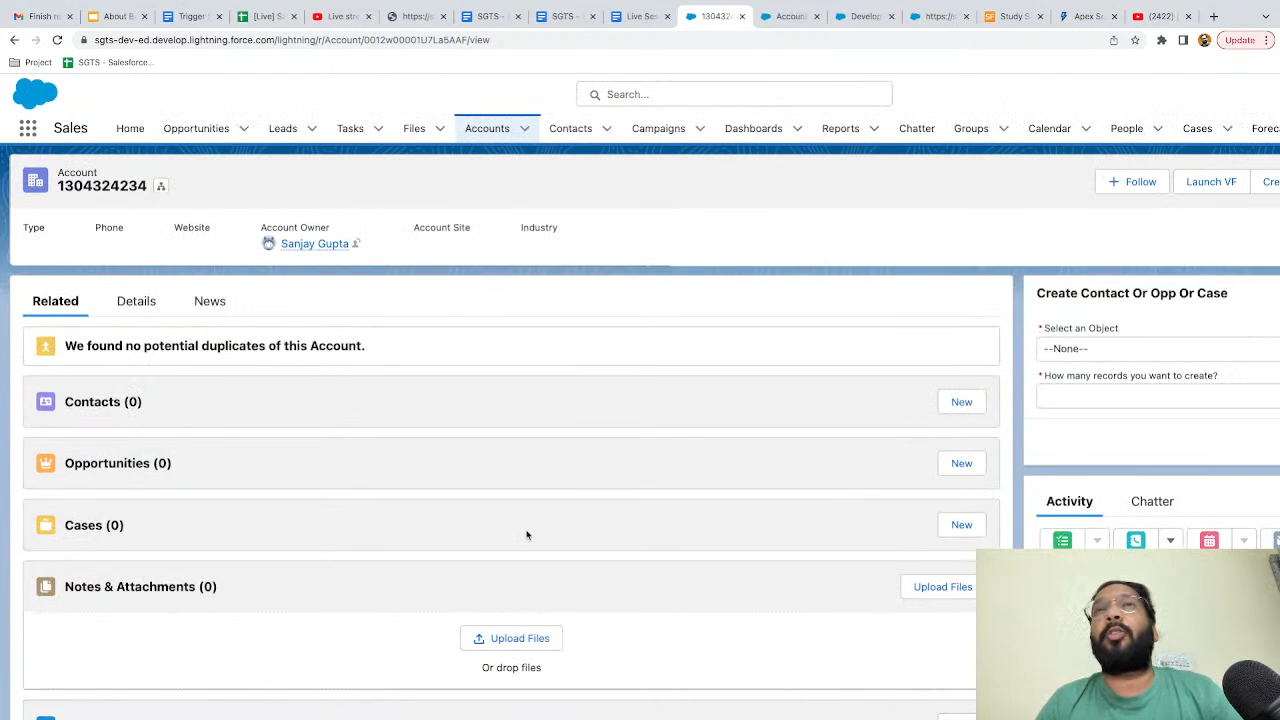 Finish ro
About B
Trigger
[Live] S
Live stre
https://s
SGTS -
SGTS -
Live Ses
130432
Accoun
Develop
https://
Study S
Apex Sc
(2422)
sgts-dev-ed.develop.lightning.force.com/lightning/r/Account/0012w00001U7La5AAF/view
Update
Project
SGTS - Salesforce...
Search...
Sales
Home
Opportunities
Leads
Tasks
Files
Accounts
Contacts
Campaigns
Dashboards
Reports
Chatter
Groups
Calendar
People
Cases
Forec
Account
1304324234
Follow
Launch VF
Cre
Type
Phone
Website
Account Owner
Account Site
Industry
Sanjay Gupta
Related
Details
News
We found no potential duplicates of this Account.
Contacts (0)
New
Opportunities (0)
New
Cases (0)
New
Notes & Attachments (0)
Upload Files
Upload Files
Or drop files
Create Contact Or Opp Or Case
* Select an Object
--None--
* How many records you want to create?
Activity
Chatter